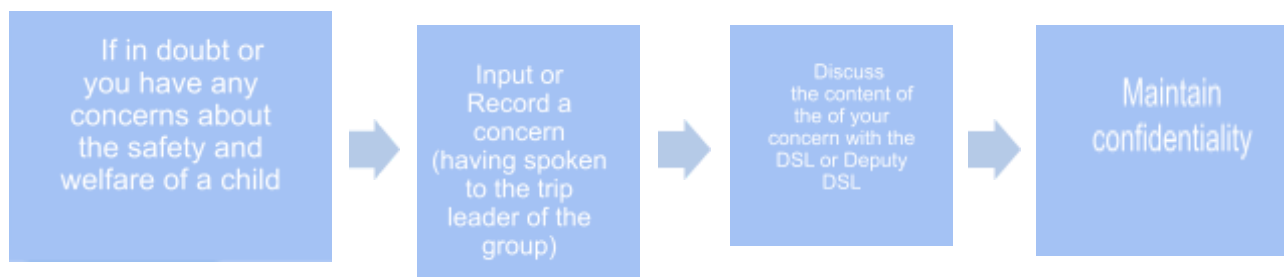 If in doubt or
you have any
concerns about
the safety and
welfare of a child
Input or
Record a
concern
(having spoken
to the trip
leader of the
group)
Discuss
the content of
the of your
concern with the
DSL or Deputy
DSL
Maintain
confidentiality